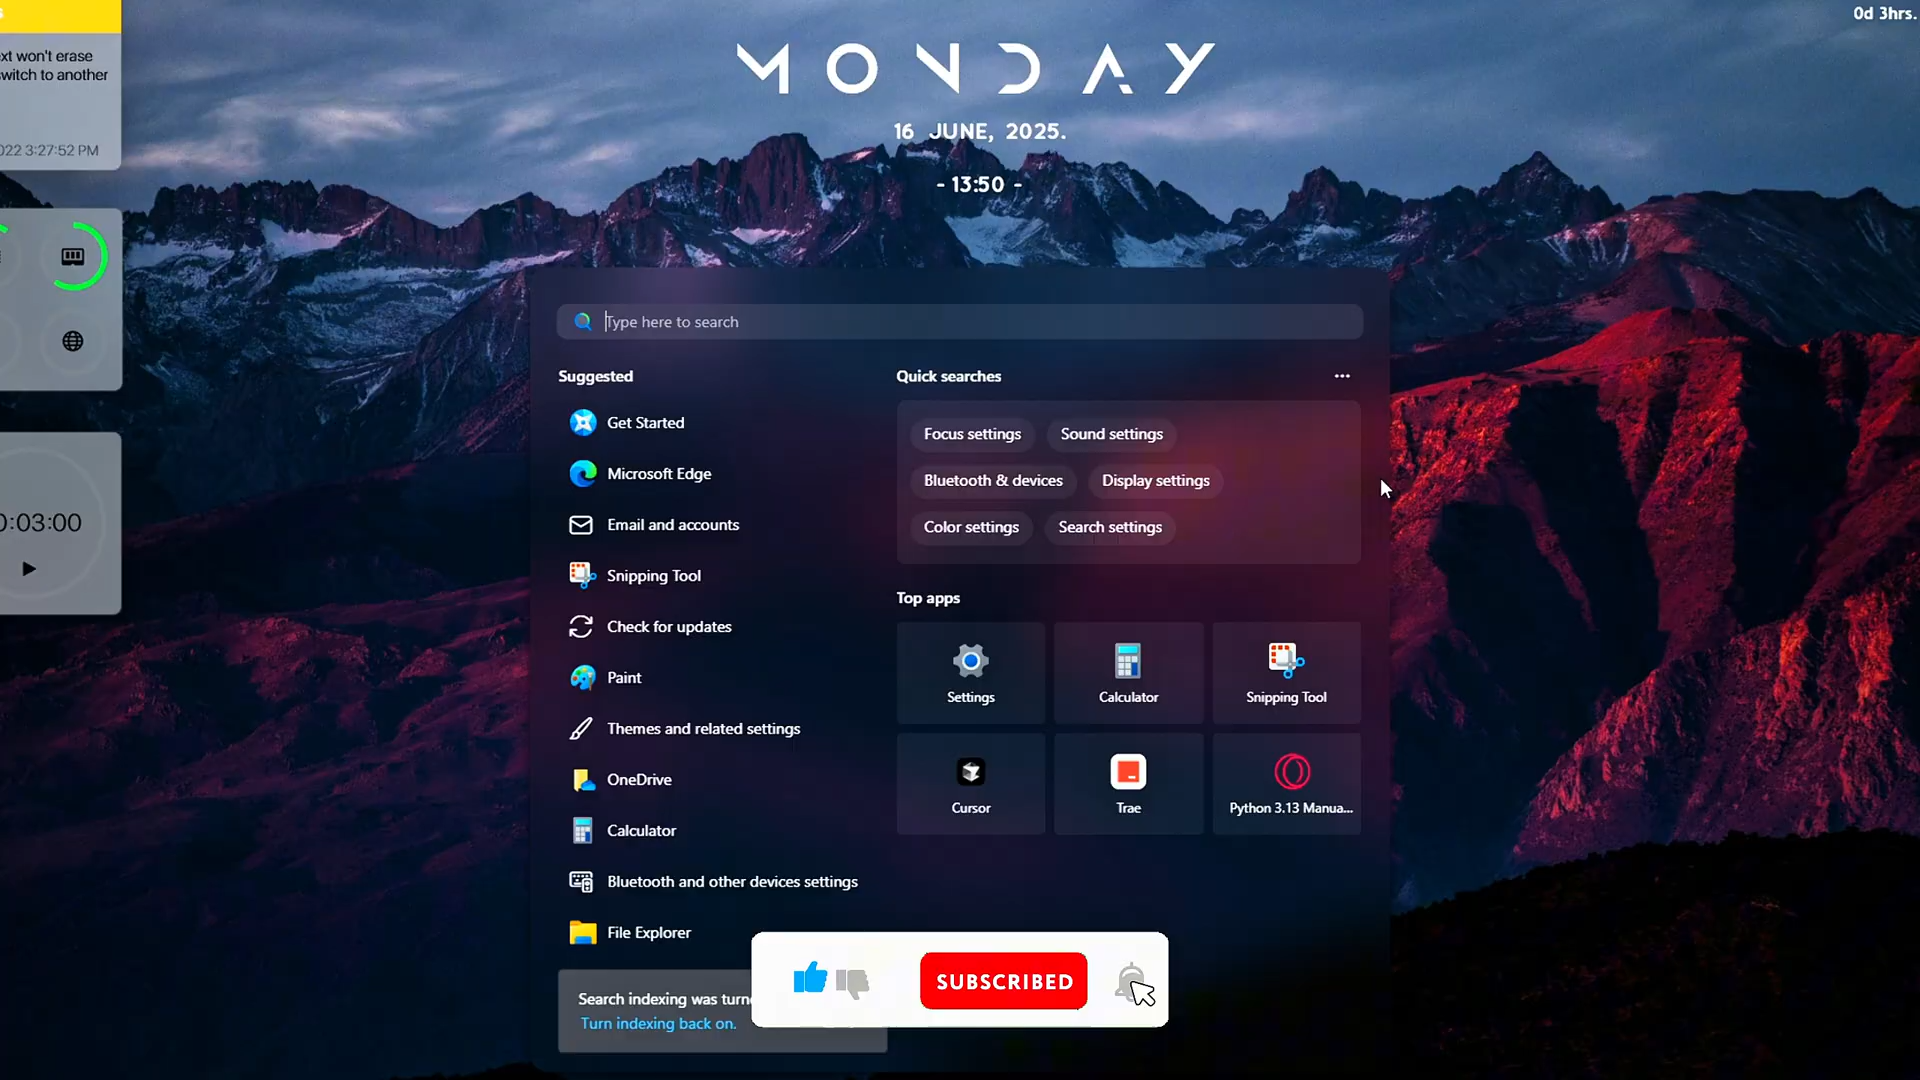 0d 3hrs.
xt won't erase
witch to another
022 3:27:52 PM
MONDAY
16 JUNE, 2025.
- 13:50 -
0:03:00
Type here to search
Suggested
Get Started
Microsoft Edge
Email and accounts
Snipping Tool
Check for updates
Paint
Themes and related settings
OneDrive
Calculator
Bluetooth and other devices settings
File Explorer
Search indexing was turne
Turn indexing back on.
Quick searches
Focus settings Sound settings
Bluetooth & devices Display settings
Color settings Search settings
Top apps
Settings Calculator Snipping Tool
Cursor Trae Python 3.13 Manua...
SUBSCRIBED